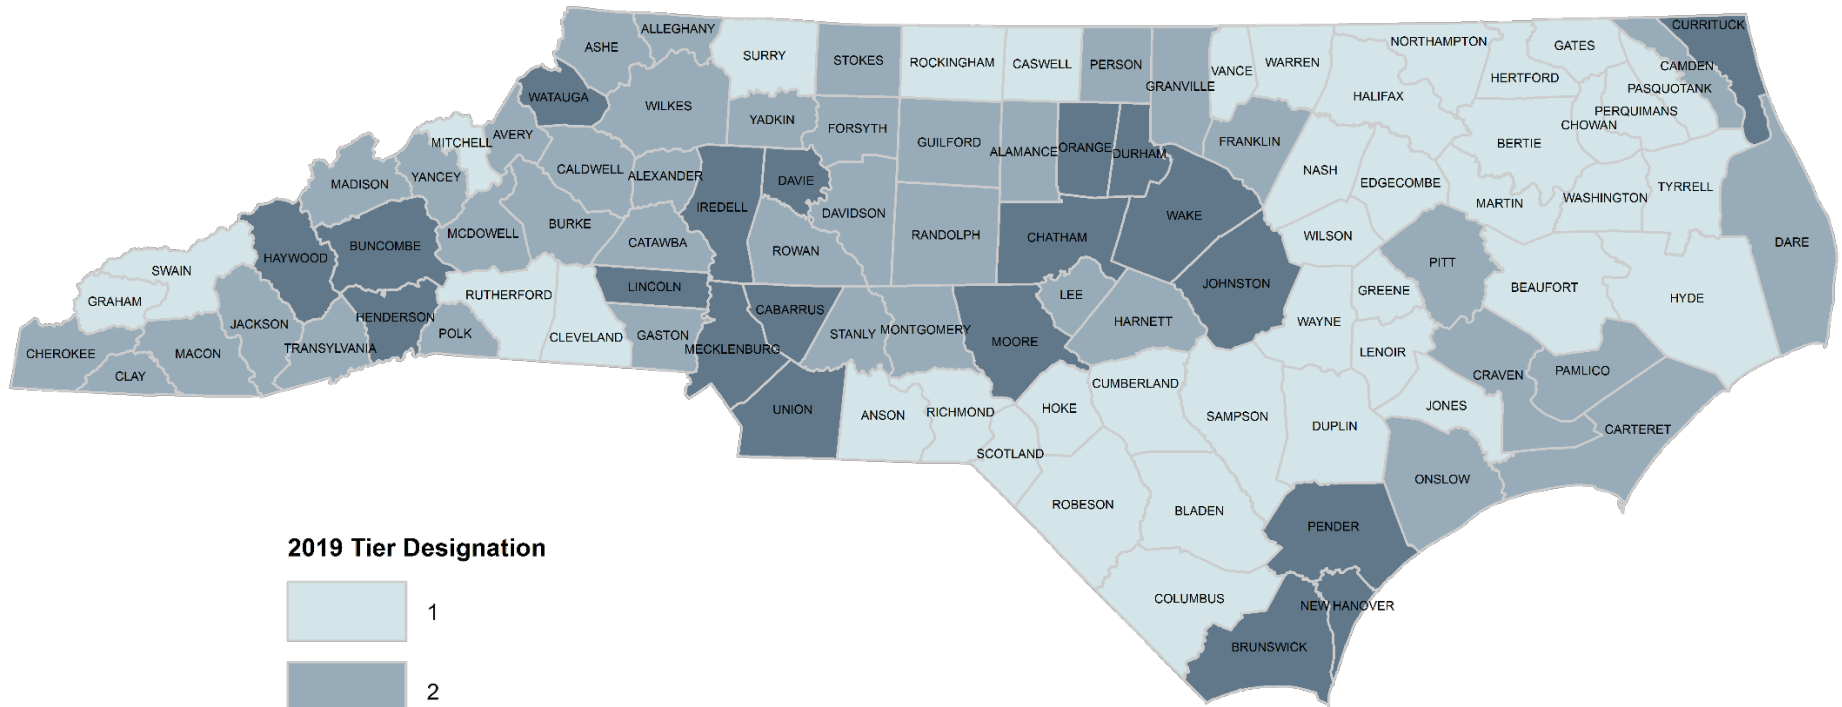 CURRITUCK
ALLEGHANY
ASHE
NORTHAMPTON
GATES
SURRY
STOKES
ROCKINGHAM
CASWELL
PERSON
WARREN
CAMDEN
VANCE
HERTFORD
GRANVILLE
PASQUOTANK
WATAUGA
WILKES
HALIFAX
PERQUIMANS
YADKIN
FORSYTH
CHOWAN
AVERY
MITCHELL
GUILFORD
FRANKLIN
BERTIE
ALAMANCE
ORANGE
DURHAM
CALDWELL
NASH
YANCEY
ALEXANDER
DAVIE
MADISON
EDGECOMBE
TYRRELL
WASHINGTON
MARTIN
IREDELL
DAVIDSON
WAKE
BURKE
MCDOWELL
RANDOLPH
CHATHAM
WILSON
CATAWBA
BUNCOMBE
DARE
ROWAN
HAYWOOD
PITT
SWAIN
JOHNSTON
LINCOLN
BEAUFORT
GREENE
RUTHERFORD
LEE
HYDE
GRAHAM
CABARRUS
HENDERSON
HARNETT
WAYNE
JACKSON
MONTGOMERY
POLK
STANLY
GASTON
CLEVELAND
MOORE
TRANSYLVANIA
MECKLENBURG
LENOIR
CHEROKEE
MACON
PAMLICO
CRAVEN
CLAY
CUMBERLAND
JONES
UNION
HOKE
RICHMOND
ANSON
SAMPSON
DUPLIN
CARTERET
SCOTLAND
ONSLOW
ROBESON
BLADEN
PENDER
2019 Tier Designation
COLUMBUS
NEW HANOVER
1
BRUNSWICK
2